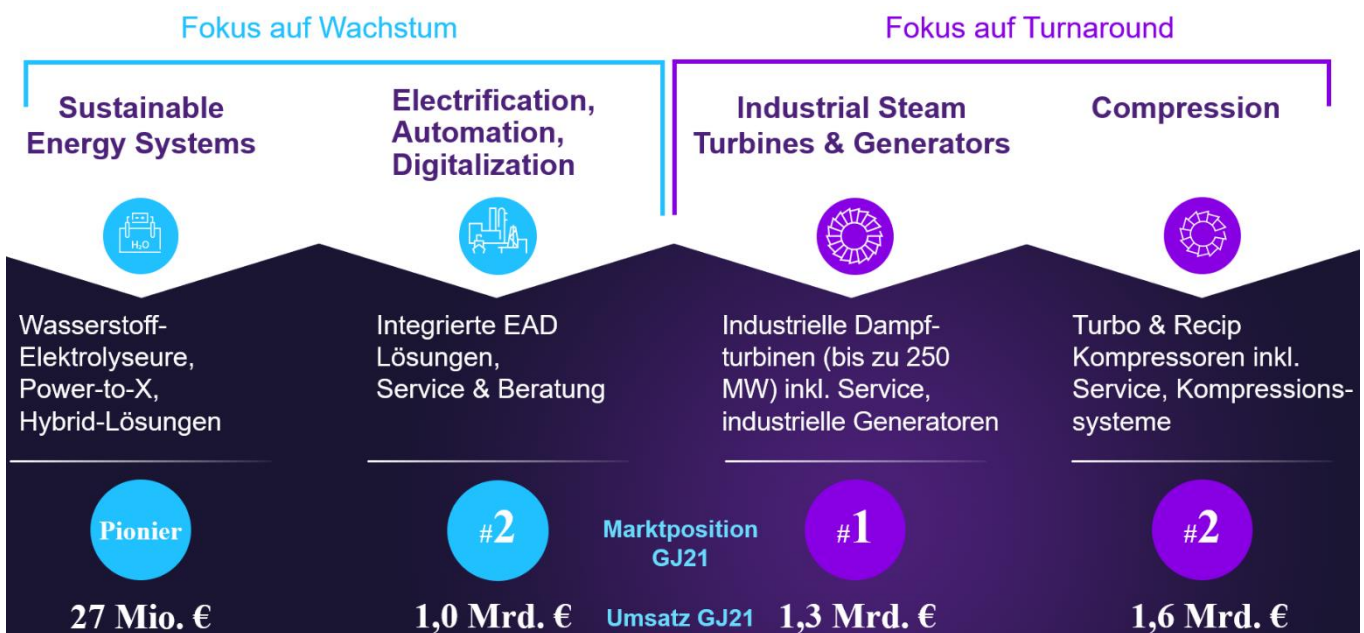 Fokus auf Wachstum
Fokus auf Turnaround
Sustainable
Energy Systems
Electrification,
Automation,
Digitalization
Industrial Steam
Turbines & Generators
Compression
H₂O
Wasserstoff-
Elektrolyseure,
Power-to-X,
Hybrid-Lösungen
Integrierte EAD
Lösungen,
Service & Beratung
Industrielle Dampf-
turbinen (bis zu 250
MW) inkl. Service,
industrielle Generatoren
Turbo & Recip
Kompressoren inkl.
Service, Kompressions-
systeme
Pionier
#2
Marktposition
GJ21
#1
#2
27 Mio. €
1,0 Mrd. €
Umsatz GJ21
1,3 Mrd. €
1,6 Mrd. €